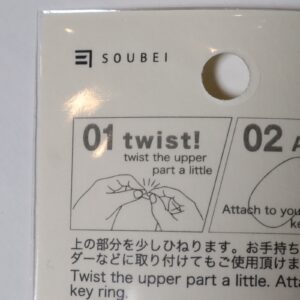 SOUBEI
01 twist!
twist the upper
part a little
02 A
Attach to you
ke
上の部分を少しひねります。お手持ち
ダーなどに取り付けてもご使用頂けま
Twist the upper part a little. Atta
key ring.